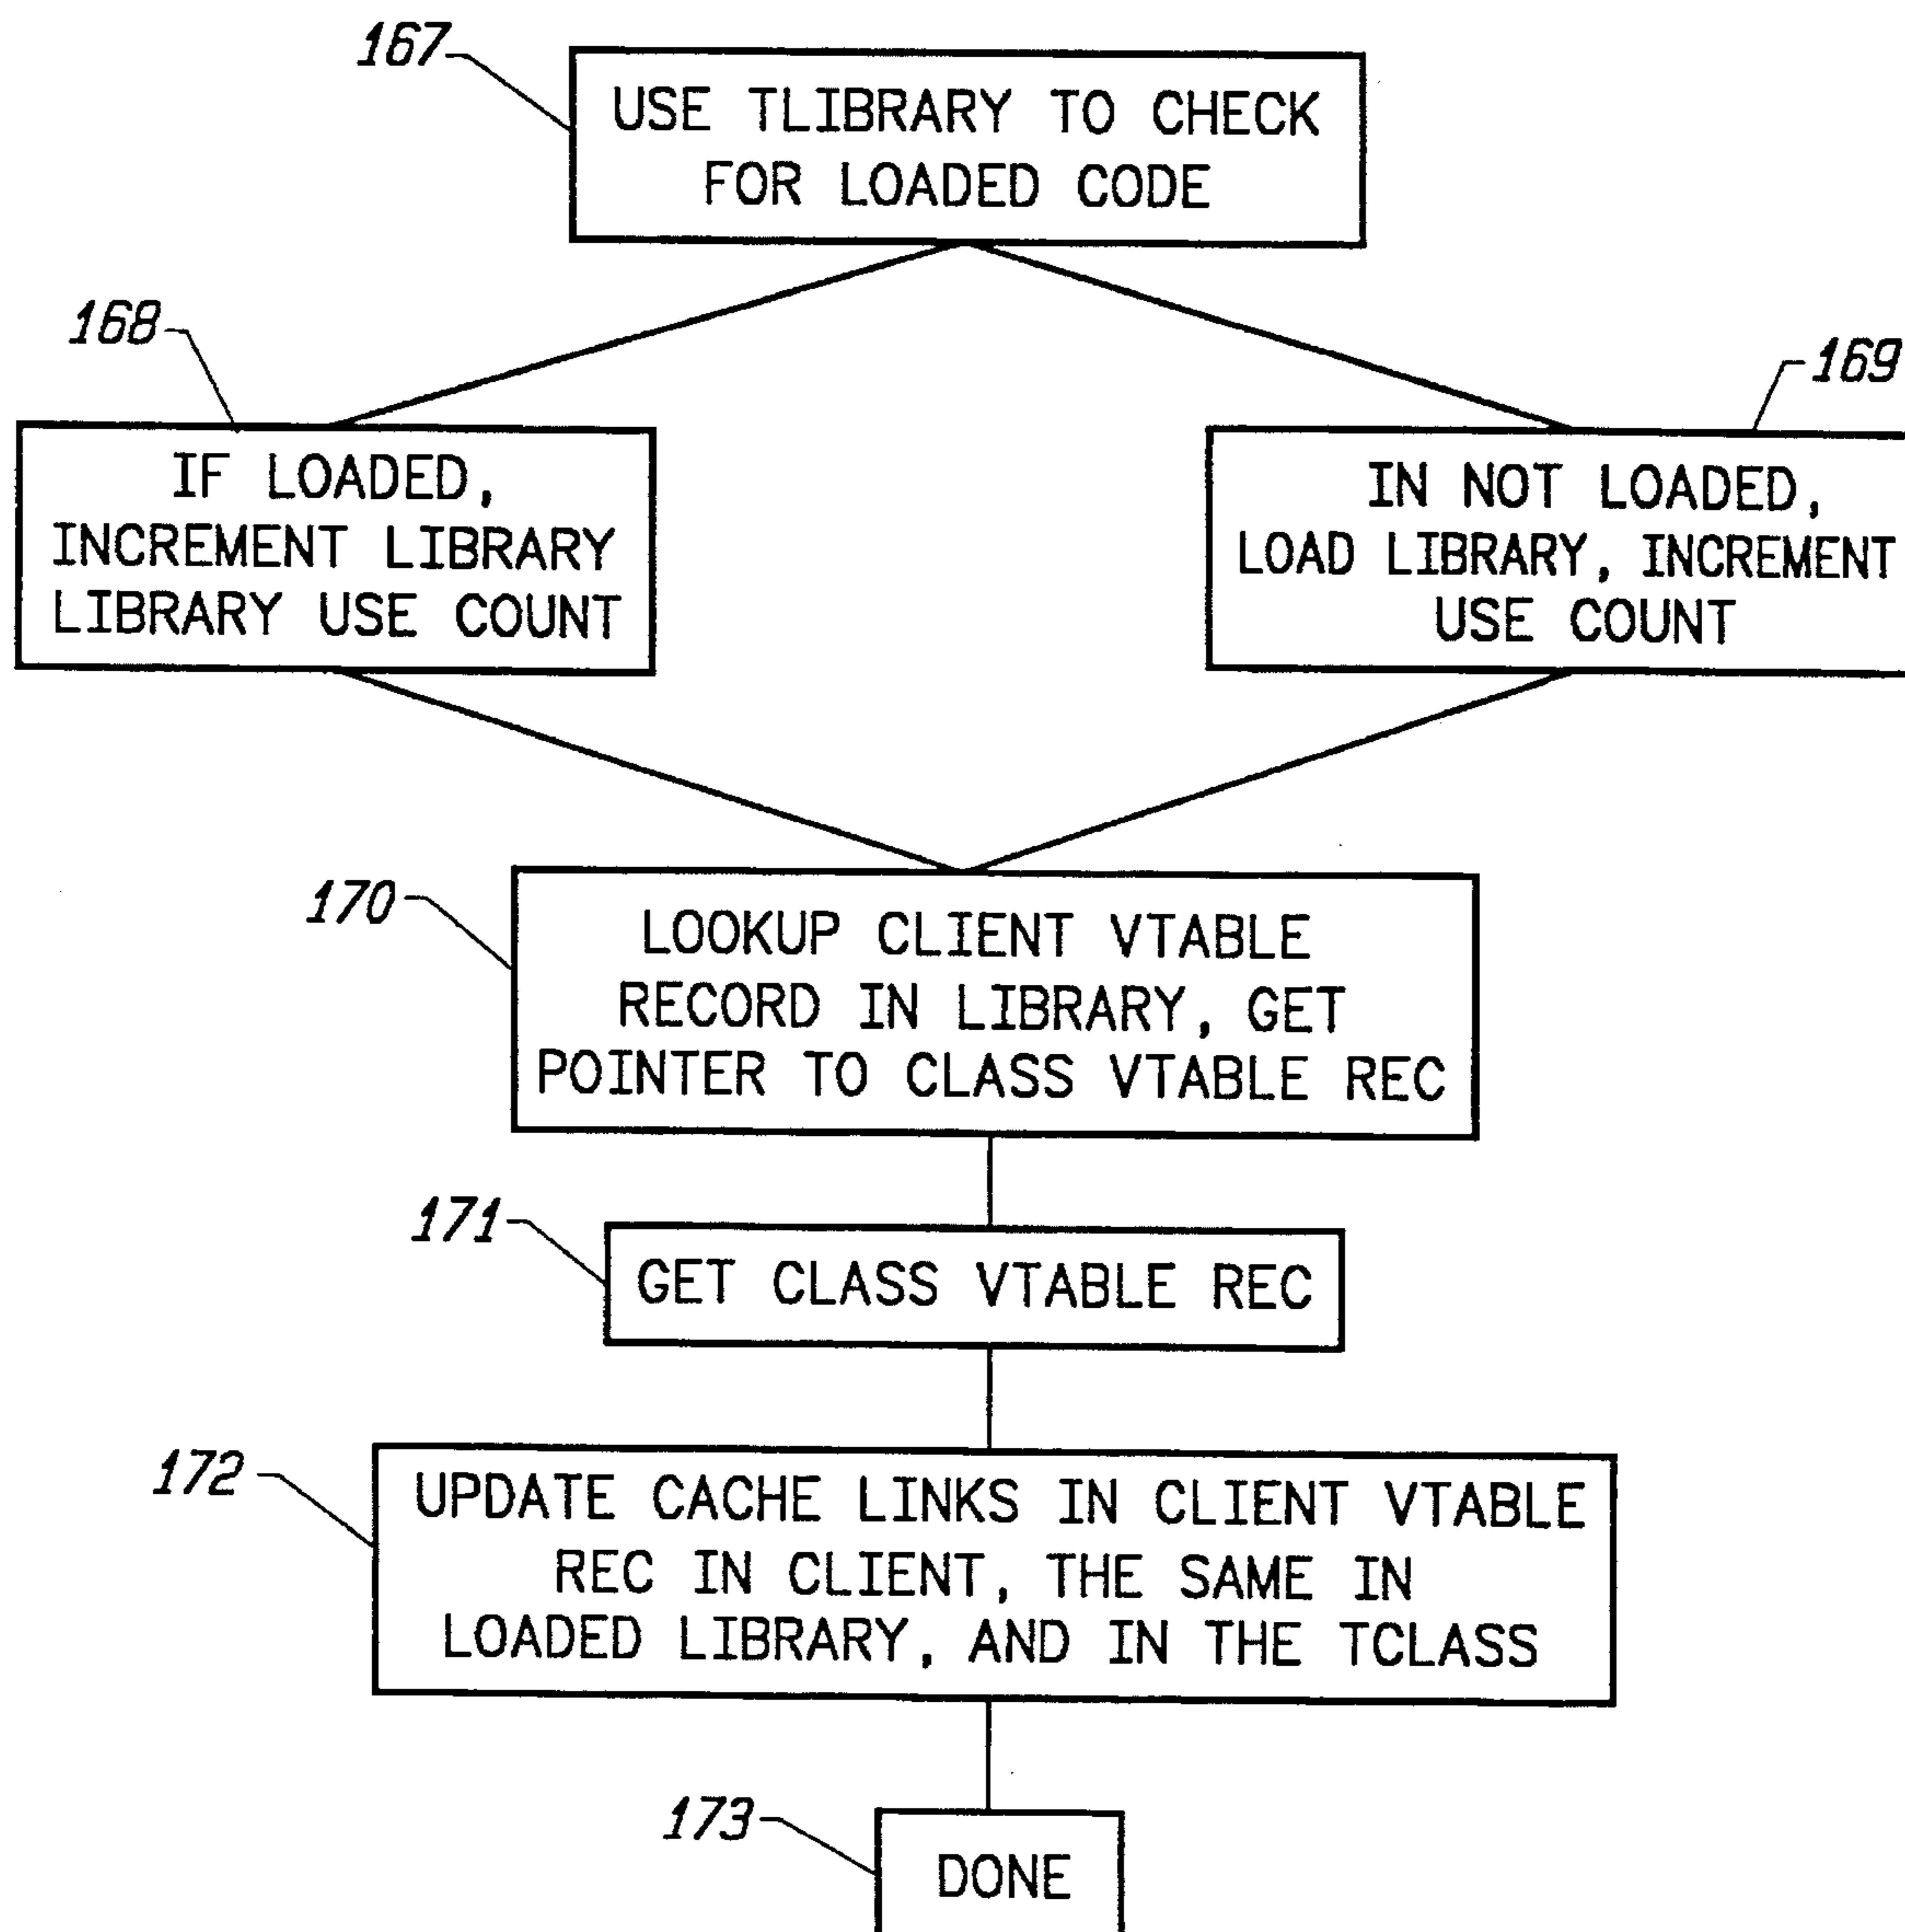 167
USE TLIBRARY TO CHECK
FOR LOADED CODE
168
IF LOADED,
INCREMENT LIBRARY
LIBRARY USE COUNT
169
IN NOT LOADED,
LOAD LIBRARY, INCREMENT
USE COUNT
170
LOOKUP CLIENT VTABLE
RECORD IN LIBRARY, GET
POINTER TO CLASS VTABLE REC
171
GET CLASS VTABLE REC
172
UPDATE CACHE LINKS IN CLIENT VTABLE
REC IN CLIENT, THE SAME IN
LOADED LIBRARY, AND IN THE TCLASS
173
DONE